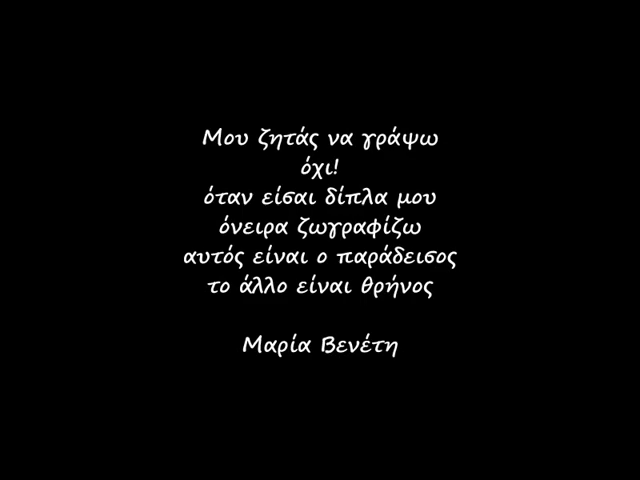 Μου ζητάς να γράψω
όχι!
όταν είσαι δίπλα μου
όνειρα ζωγραφίζω
αυτός είναι ο παράδεισος
το άλλο είναι θρήνος
Μαρία Βενέτη